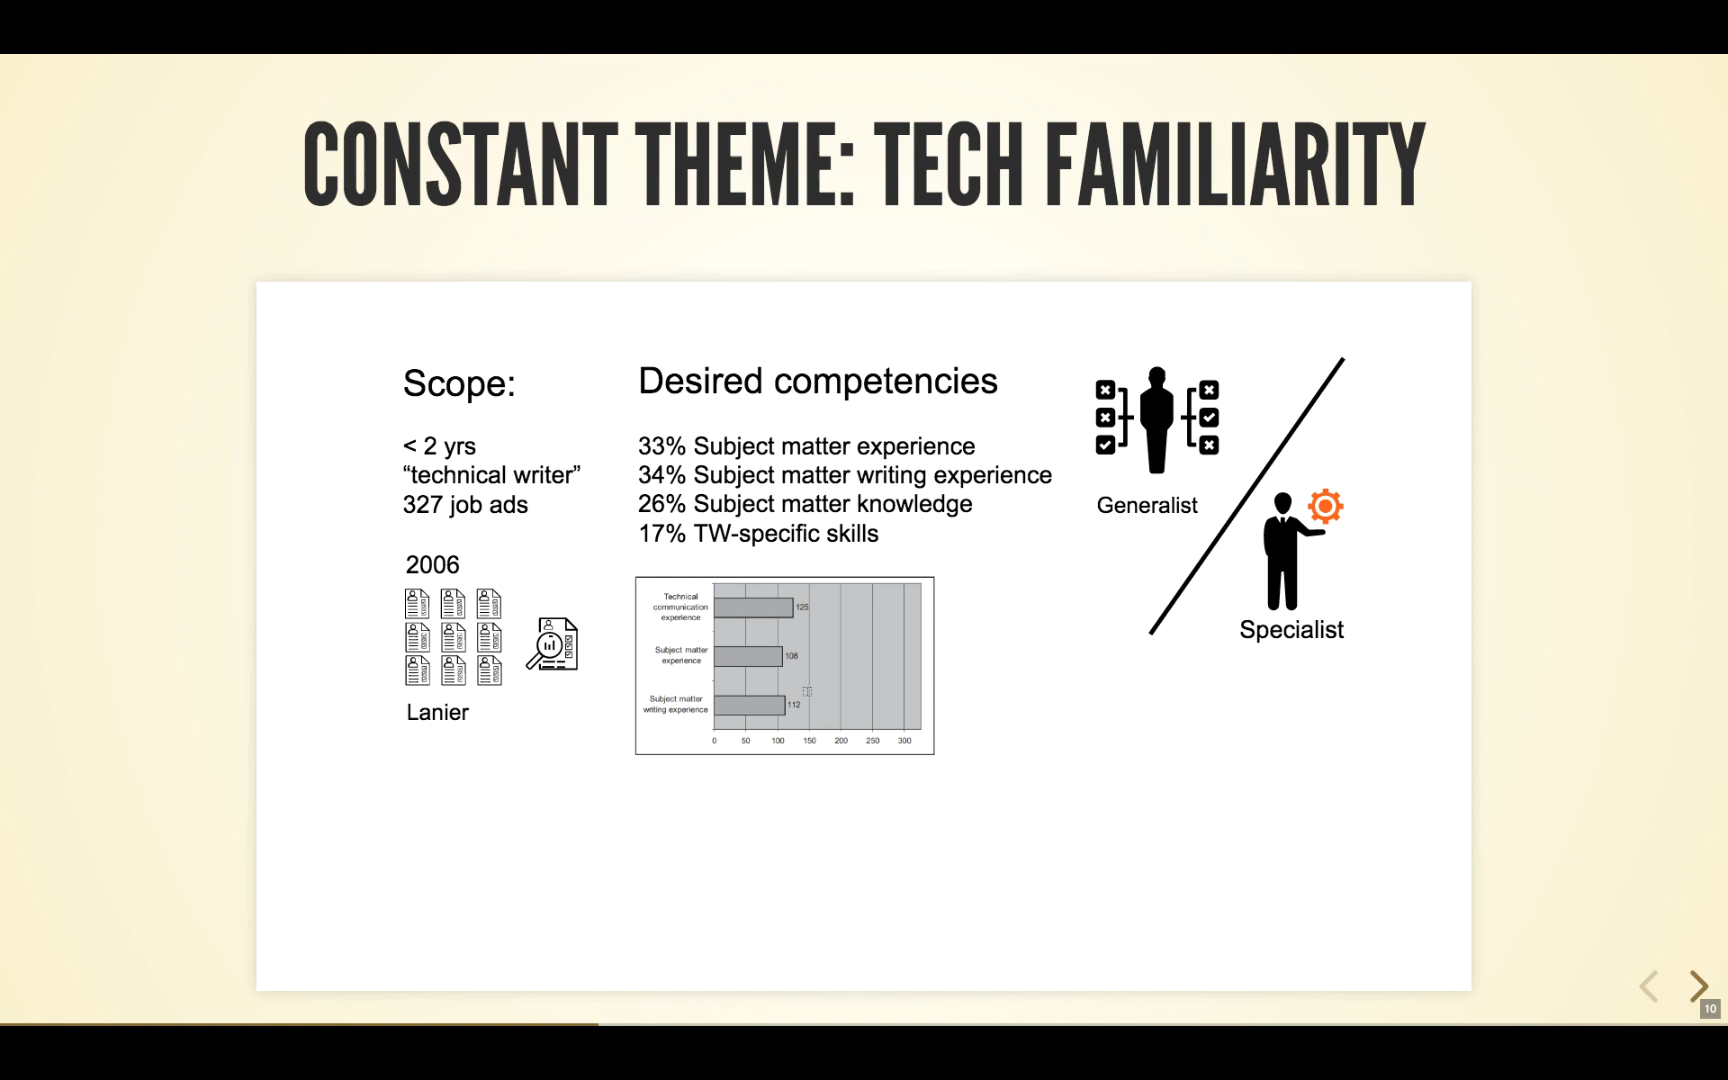 CONSTANT THEME: TECH FAMILIARITY
Scope:
< 2 yrs
“technical writer”
327 job ads
2006
Lanier
Desired competencies
33% Subject matter experience
34% Subject matter writing experience
26% Subject matter knowledge
17% TW-specific skills
Technical
communication
experience
125
Subject matter
experience
108
Subject matter
writing experience
112
0 50 100 150 200 250 300
Generalist
Specialist
10